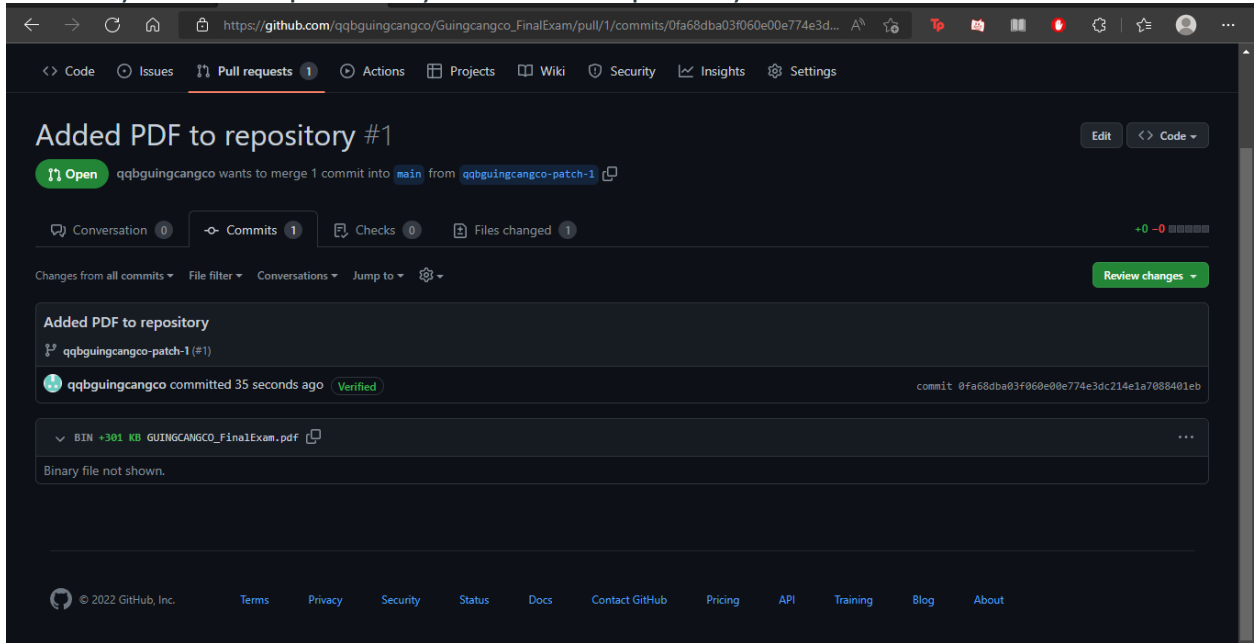 https://github.com/qqbguingcangco/Guingcangco_FinalExam/pull/1/commits/0fa68dba03f060e00e774e3d...
Code Issues Pull requests 1 Actions Projects Wiki Security Insights Settings
Added PDF to repository #1
Edit Code
Open qqbguingcangco wants to merge 1 commit into main from qqbguingcangco-patch-1
Conversation 0 Commits 1 Checks 0 Files changed 1 +0 −0
Changes from all commits File filter Conversations Jump to Review changes
Added PDF to repository
qqbguingcangco-patch-1 (#1)
qqbguingcangco committed 35 seconds ago Verified commit 0fa68dba03f060e00e774e3dc214e1a7088401eb
BIN +301 KB GUINGCANGCO_FinalExam.pdf ...
Binary file not shown.
© 2022 GitHub, Inc. Terms Privacy Security Status Docs Contact GitHub Pricing API Training Blog About